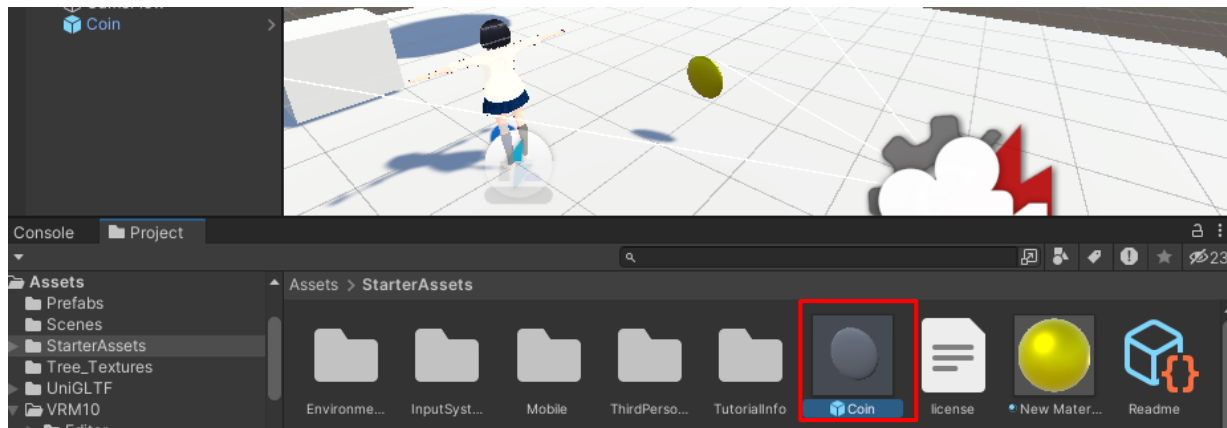 Coin
Console
Project
23
Assets
Prefabs
Scenes
StarterAssets
Tree_Textures
UniGLTF
VRM10
Assets > StarterAssets
Environme...
InputSyst...
Mobile
ThirdPerso...
TutorialInfo
Coin
license
New Mater...
Readme